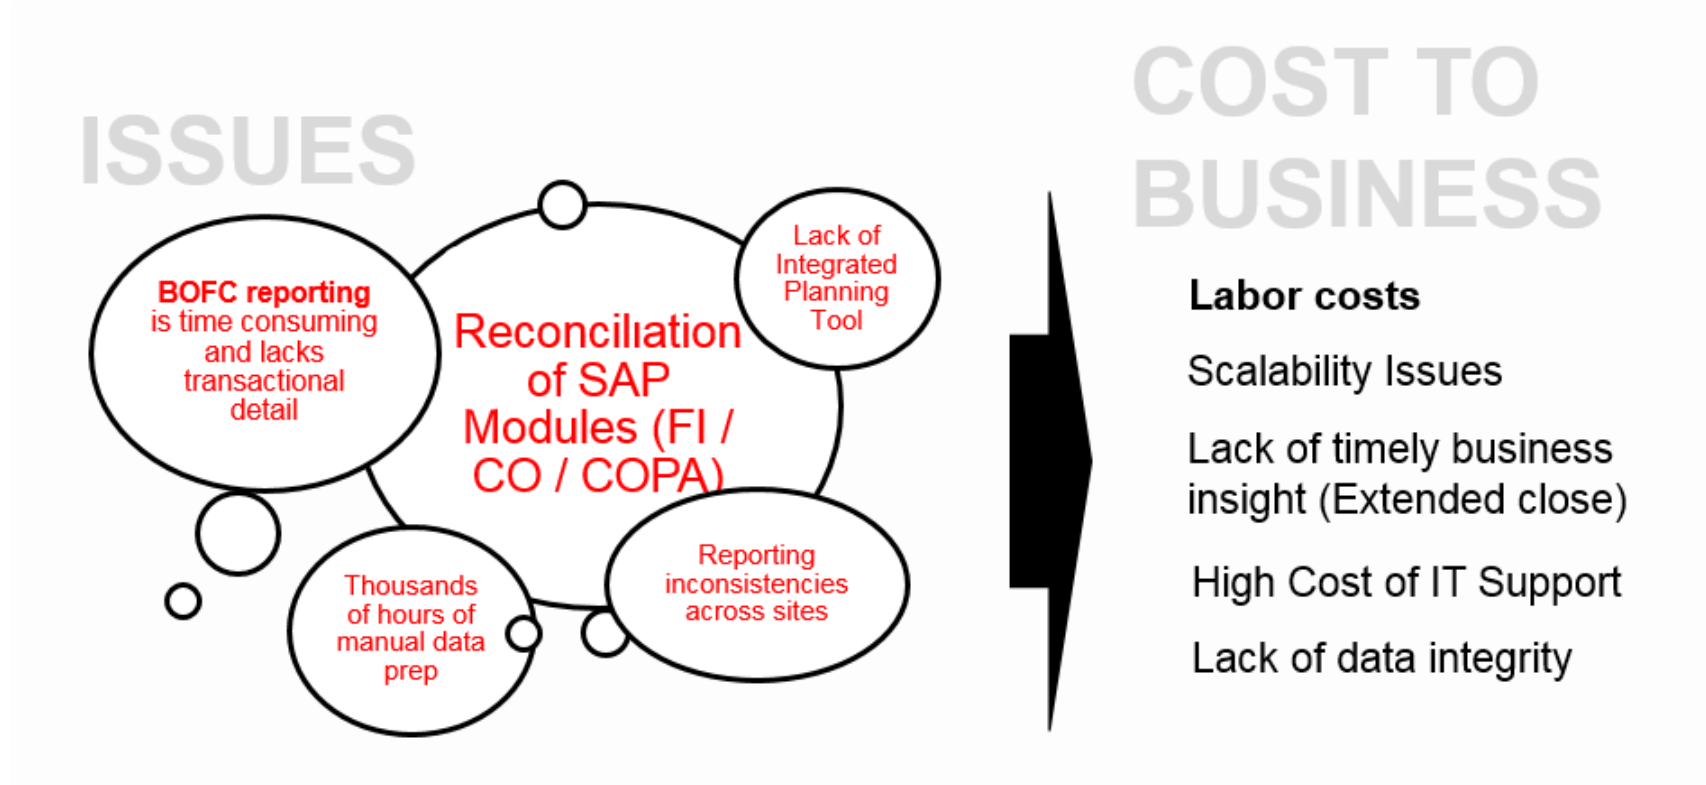 ISSUES
BOFC reporting
is time consuming
and lacks
transactional
detail
Reconciliation
of SAP
Modules (FI /
CO / COPA)
Lack of
Integrated
Planning
Tool
Thousands
of hours of
manual data
prep
Reporting
inconsistencies
across sites
COST TO
BUSINESS
Labor costs
Scalability Issues
Lack of timely business
insight (Extended close)
High Cost of IT Support
Lack of data integrity